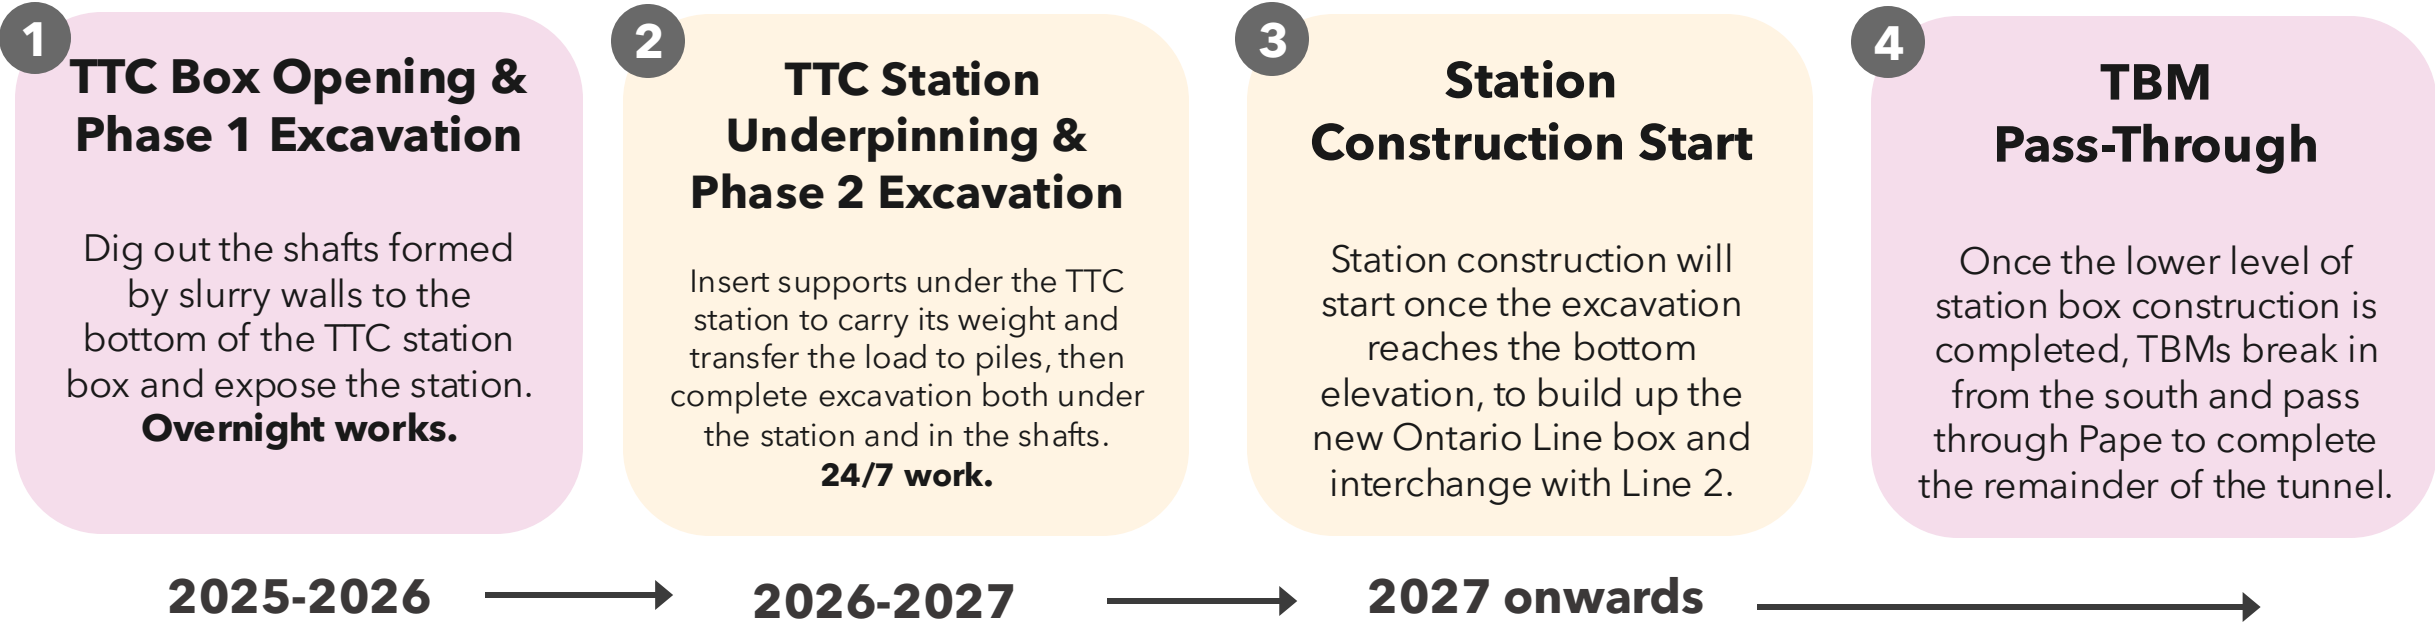 1
TTC Box Opening &
Phase 1 Excavation
Dig out the shafts formed
by slurry walls to the
bottom of the TTC station
box and expose the station.
Overnight works.
2025-2026
2
TTC Station
Underpinning &
Phase 2 Excavation
Insert supports under the TTC
station to carry its weight and
transfer the load to piles, then
complete excavation both under
the station and in the shafts.
24/7 work.
2026-2027
3
Station
Construction Start
Station construction will
start once the excavation
reaches the bottom
elevation, to build up the
new Ontario Line box and
interchange with Line 2.
2027 onwards
4
TBM
Pass-Through
Once the lower level of
station box construction is
completed, TBMs break in
from the south and pass
through Pape to complete
the remainder of the tunnel.